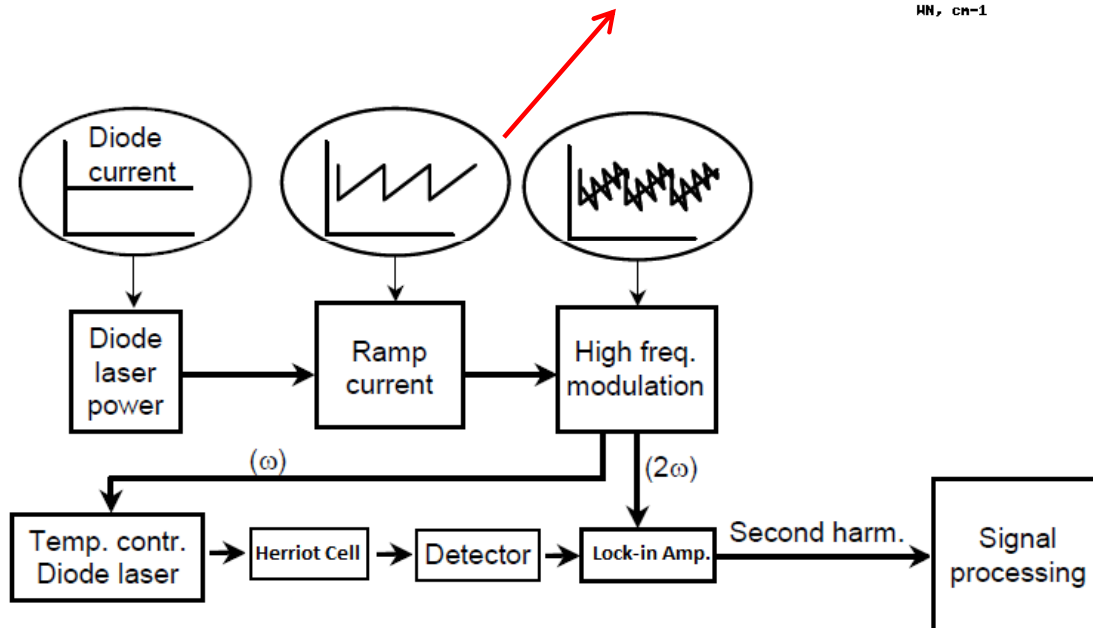 WN, cm-1
Diode
current
Diode
laser
power
Ramp
current
High freq.
modulation
(ω)
(2ω)
Temp. contr.
Diode laser
Herriot Cell
Detector
Lock-in Amp.
Second harm.
Signal
processing